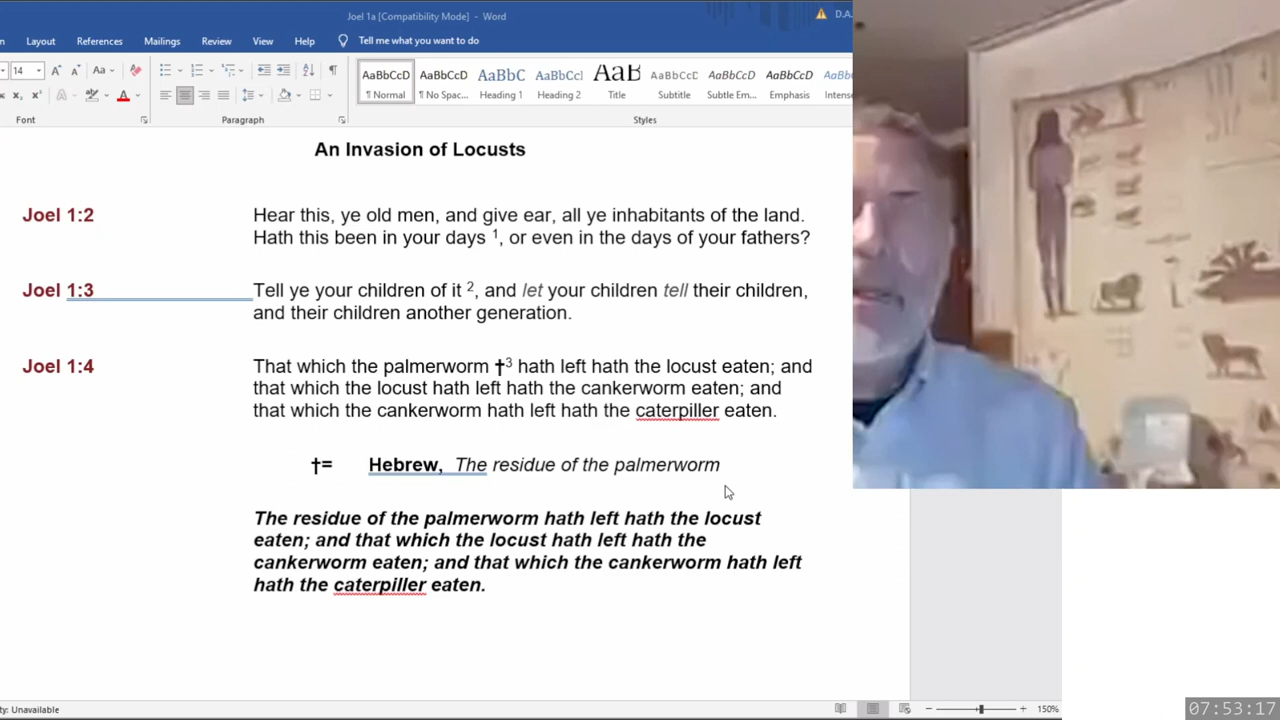 Joel 1a [Compatibility Mode] - Word
D.A.
Layout References Mailings Review View Help Tell me what you want to do
14 Aa
AaBbCcD AaBbCcD AaBbC AaBbCcI AaB AaBbCcD AaBbCcD AaBbCcD AaBb
¶ Normal ¶ No Spac... Heading 1 Heading 2 Title Subtitle Subtle Em... Emphasis Intense
Font Paragraph Styles
An Invasion of Locusts
Joel 1:2 Hear this, ye old men, and give ear, all ye inhabitants of the land.
Hath this been in your days ¹, or even in the days of your fathers?
Joel 1:3 Tell ye your children of it ², and let your children tell their children,
and their children another generation.
Joel 1:4 That which the palmerworm †³ hath left hath the locust eaten; and
that which the locust hath left hath the cankerworm eaten; and
that which the cankerworm hath left hath the caterpiller eaten.
†= Hebrew, The residue of the palmerworm
The residue of the palmerworm hath left hath the locust
eaten; and that which the locust hath left hath the
cankerworm eaten; and that which the cankerworm hath left
hath the caterpiller eaten.
ty: Unavailable
150%
07:53:17